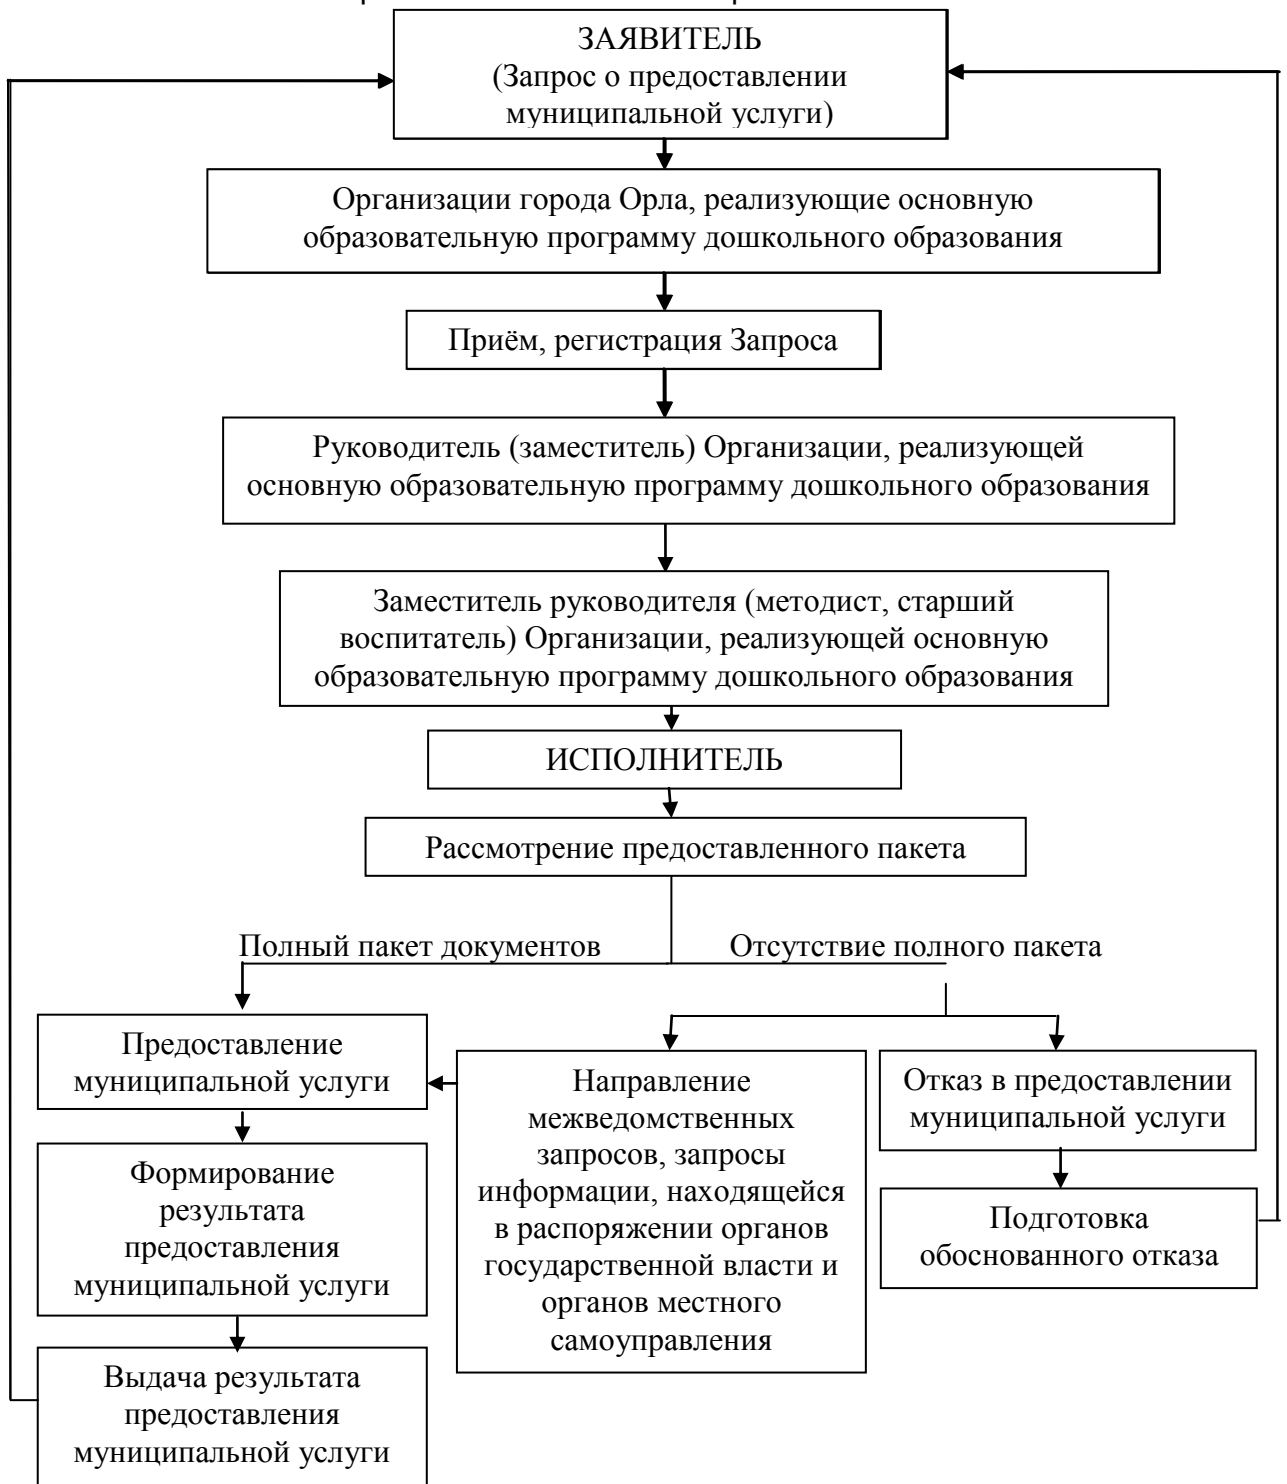 ЗАЯВИТЕЛЬ
(Запрос о предоставлении
муниципальной услуги)
Организации города Орла, реализующие основную
образовательную программу дошкольного образования
Приём, регистрация Запроса
Руководитель (заместитель) Организации, реализующей
основную образовательную программу дошкольного образования
Заместитель руководителя (методист, старший
воспитатель) Организации, реализующей основную
образовательную программу дошкольного образования
ИСПОЛНИТЕЛЬ
Рассмотрение предоставленного пакета
Полный пакет документов
Отсутствие полного пакета
Предоставление
муниципальной услуги
Формирование
результата
предоставления
муниципальной услуги
Выдача результата
предоставления
муниципальной услуги
Направление
межведомственных
запросов, запросы
информации, находящейся
в распоряжении органов
государственной власти и
органов местного
самоуправления
Отказ в предоставлении
муниципальной услуги
Подготовка
обоснованного отказа